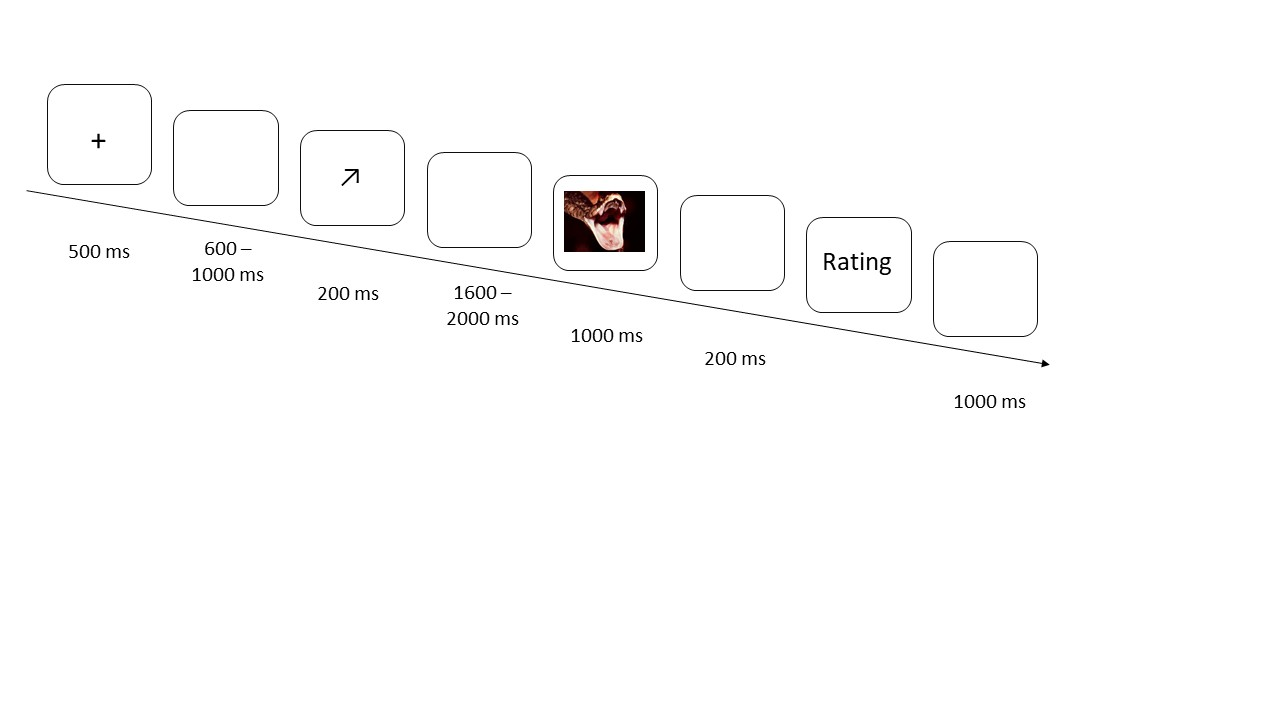 +
500 ms
600 –
1000 ms
200 ms
1600 –
2000 ms
1000 ms
200 ms
Rating
1000 ms